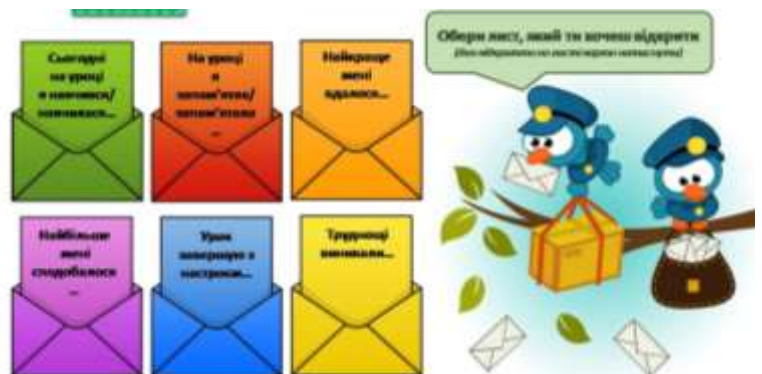 Сьогодні
на уроці
я навчився/
навчилася...
На уроці
я
запам'ятав/
запам'ятала
...
Найкраще
мені
вдалося...
Обери лист, який ти хочеш відкрити
Найбільше
мені
сподобалося
...
Урок
завершую з
настроєм...
Труднощі
виникали...